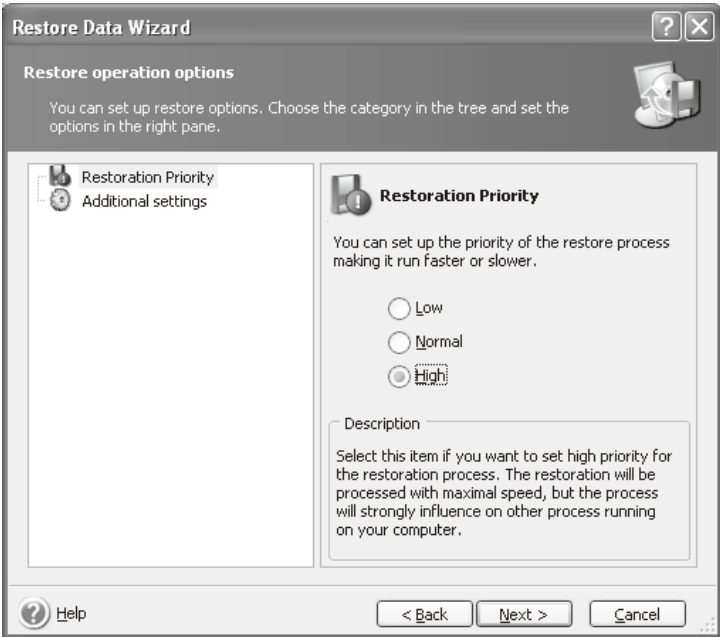 Restore Data Wizard
Restore operation options
You can set up restore options. Choose the category in the tree and set the
options in the right pane.
Restoration Priority
Additional settings
Restoration Priority
You can set up the priority of the restore process
making it run faster or slower.
Low
Normal
High
Description
Select this item if you want to set high priority for
the restoration process. The restoration will be
processed with maximal speed, but the process
will strongly influence on other process running
on your computer.
Help
< Back
Next >
Cancel